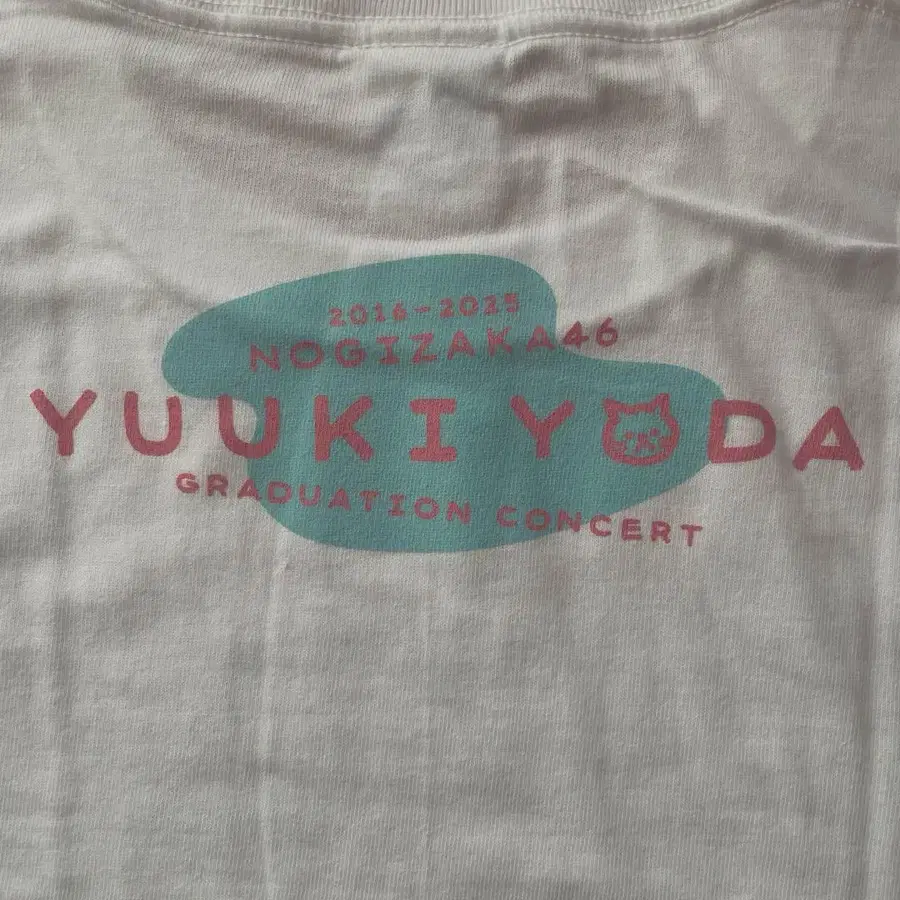 2016-2025
NOGIZAKA46
YUUKI YODA
GRADUATION CONCERT